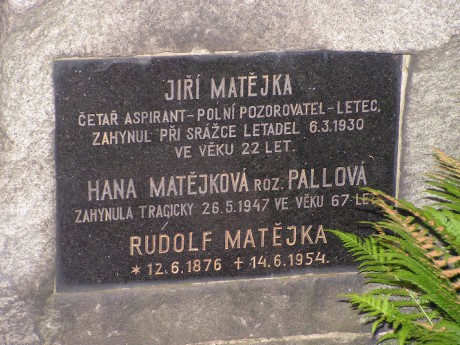 JIŘÍ MATĚJKA
ČETAŘ ASPIRANT-POLNÍ POZOROVATEL-LETEC,
ZAHYNUL PŘI SRÁŽCE LETADEL 6.3.1930
VE VĚKU 22 LET.
HANA MATĚJKOVÁ ROZ. PALLOVÁ
ZAHYNULA TRAGICKY 26.5.1947 VE VĚKU 67 LET
RUDOLF MATĚJKA
* 12.6.1876 + 14.6.1954.